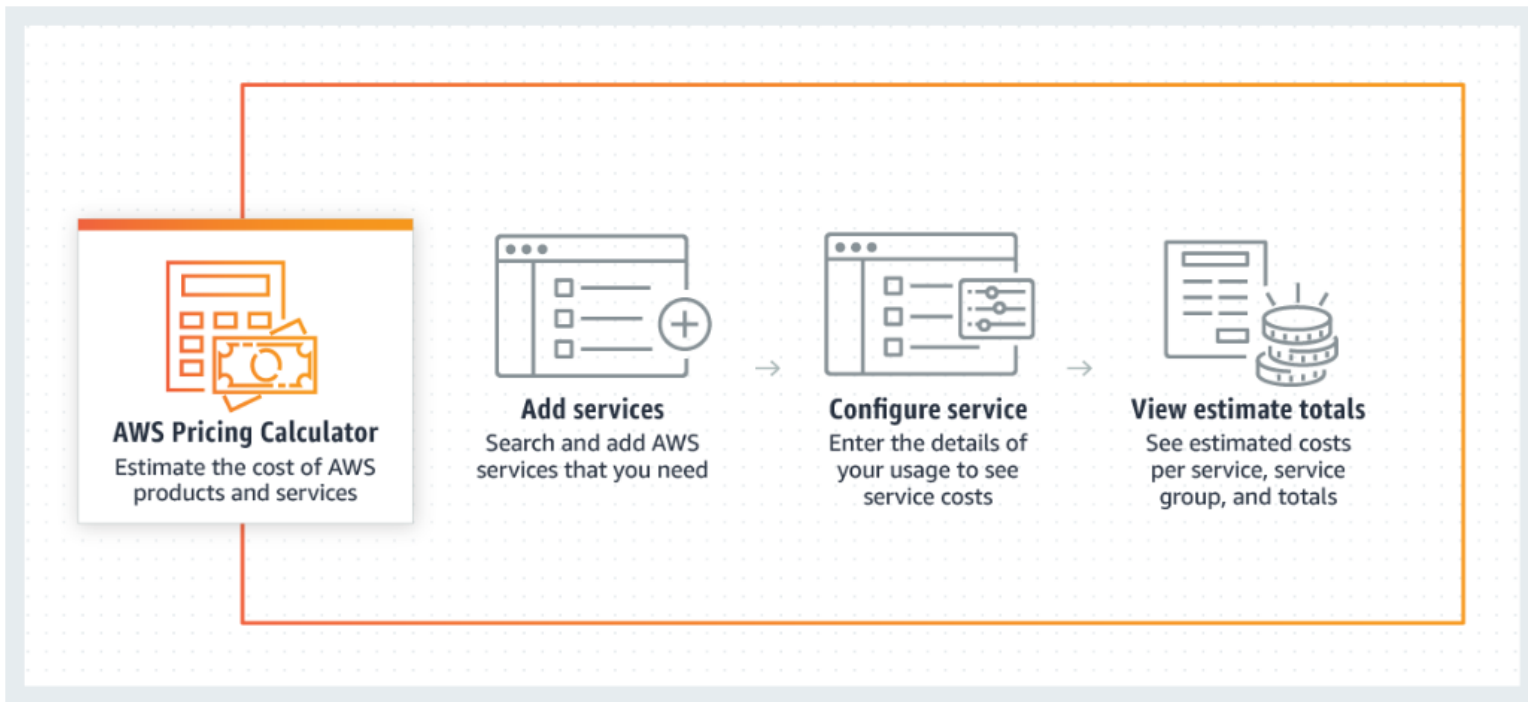 AWS Pricing Calculator
Estimate the cost of AWS
products and services
Add services
Search and add AWS
services that you need
Configure service
Enter the details of
your usage to see
service costs
View estimate totals
See estimated costs
per service, service
group, and totals